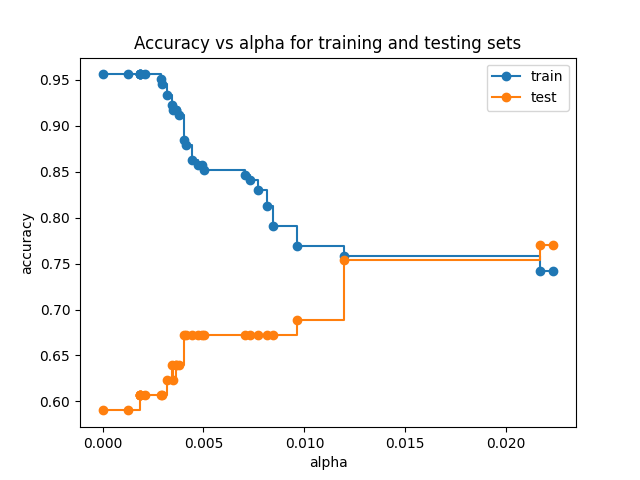 Accuracy vs alpha for training and testing sets
train
test
accuracy
0.95
0.90
0.85
0.80
0.75
0.70
0.65
0.60
0.000
0.005
0.010
0.015
0.020
alpha